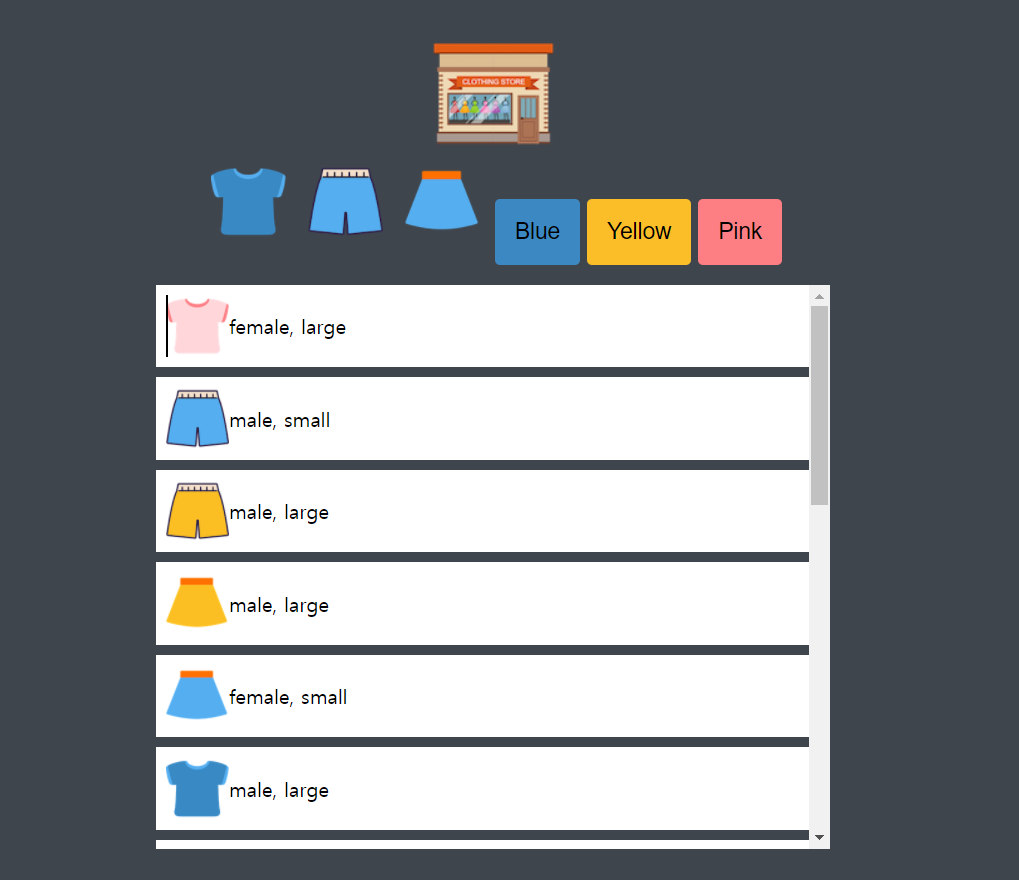 CLOTHING STORE
Blue
Yellow
Pink
female, large
male, small
male, large
male, large
female, small
male, large